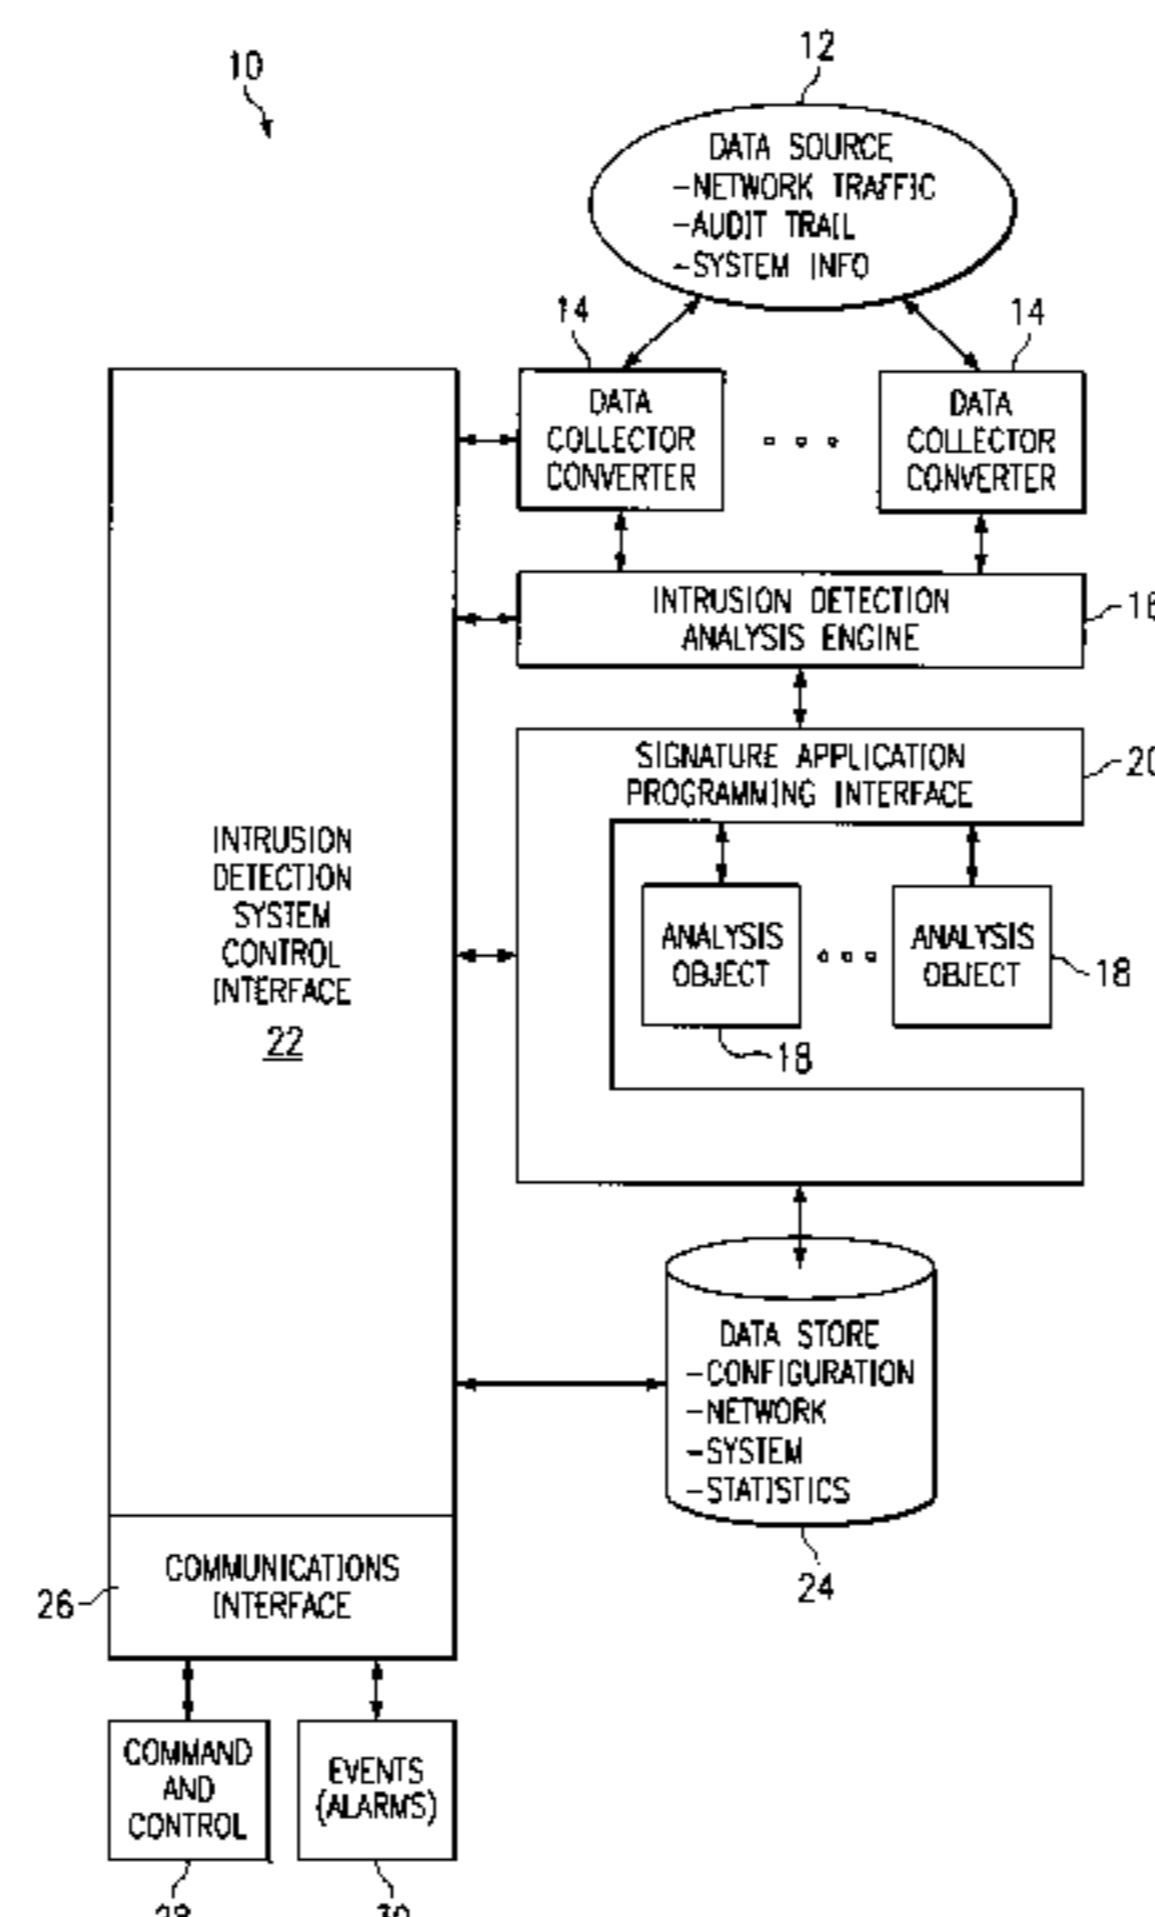 10
12
DATA SOURCE
-NETWORK TRAFFIC
-AUDIT TRAIL
-SYSTEM INFO
14
14
DATA
COLLECTOR
CONVERTER
DATA
COLLECTOR
CONVERTER
INTRUSION DETECTION
ANALYSIS ENGINE
16
SIGNATURE APPLICATION
PROGRAMMING INTERFACE
20
INTRUSION
DETECTION
SYSTEM
CONTROL
INTERFACE
22
ANALYSIS
OBJECT
ANALYSIS
OBJECT
18
18
DATA STORE
-CONFIGURATION
-NETWORK
-SYSTEM
-STATISTICS
24
COMMUNICATIONS
INTERFACE
26
COMMAND
AND
CONTROL
EVENTS
(ALARMS)